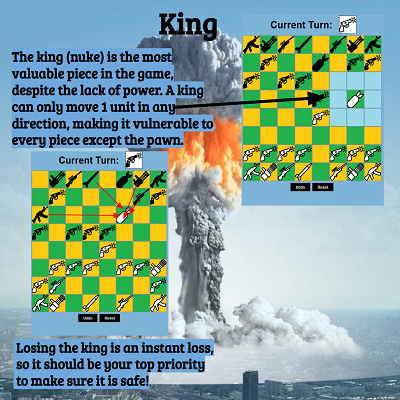 King
Current Turn:
The king (nuke) is the most
valuable piece in the game,
despite the lack of power. A king
can only move 1 unit in any
direction, making it vulnerable to
every piece except the pawn.
Undo Reset
Current Turn:
Undo Reset
Losing the king is an instant loss,
so it should be your top priority
to make sure it is safe!